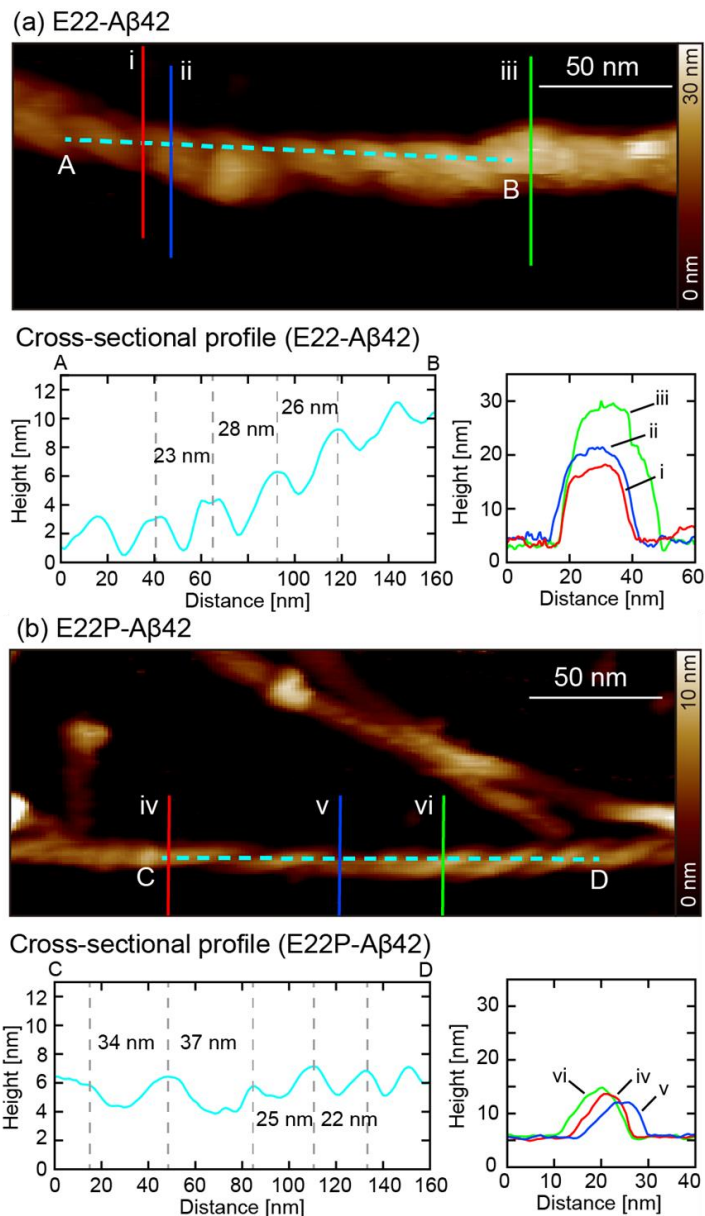 (a) E22-Aβ42
i
ii
iii
50 nm
30 nm
A
B
0 nm
Cross-sectional profile (E22-Aβ42)
A
B
12
10
8
6
4
2
0
Height [nm]
23 nm
28 nm
26 nm
0
20
40
60
80
100
120
140
160
Distance [nm]
30
20
10
0
Height [nm]
iii
ii
i
0
20
40
60
Distance [nm]
(b) E22P-Aβ42
50 nm
10 nm
iv
v
vi
C
D
0 nm
Cross-sectional profile (E22P-Aβ42)
C
D
12
10
8
6
4
2
0
Height [nm]
34 nm
37 nm
25 nm
22 nm
0
20
40
60
80
100
120
140
160
Distance [nm]
30
20
10
0
Height [nm]
vi
iv
v
0
10
20
30
40
Distance [nm]